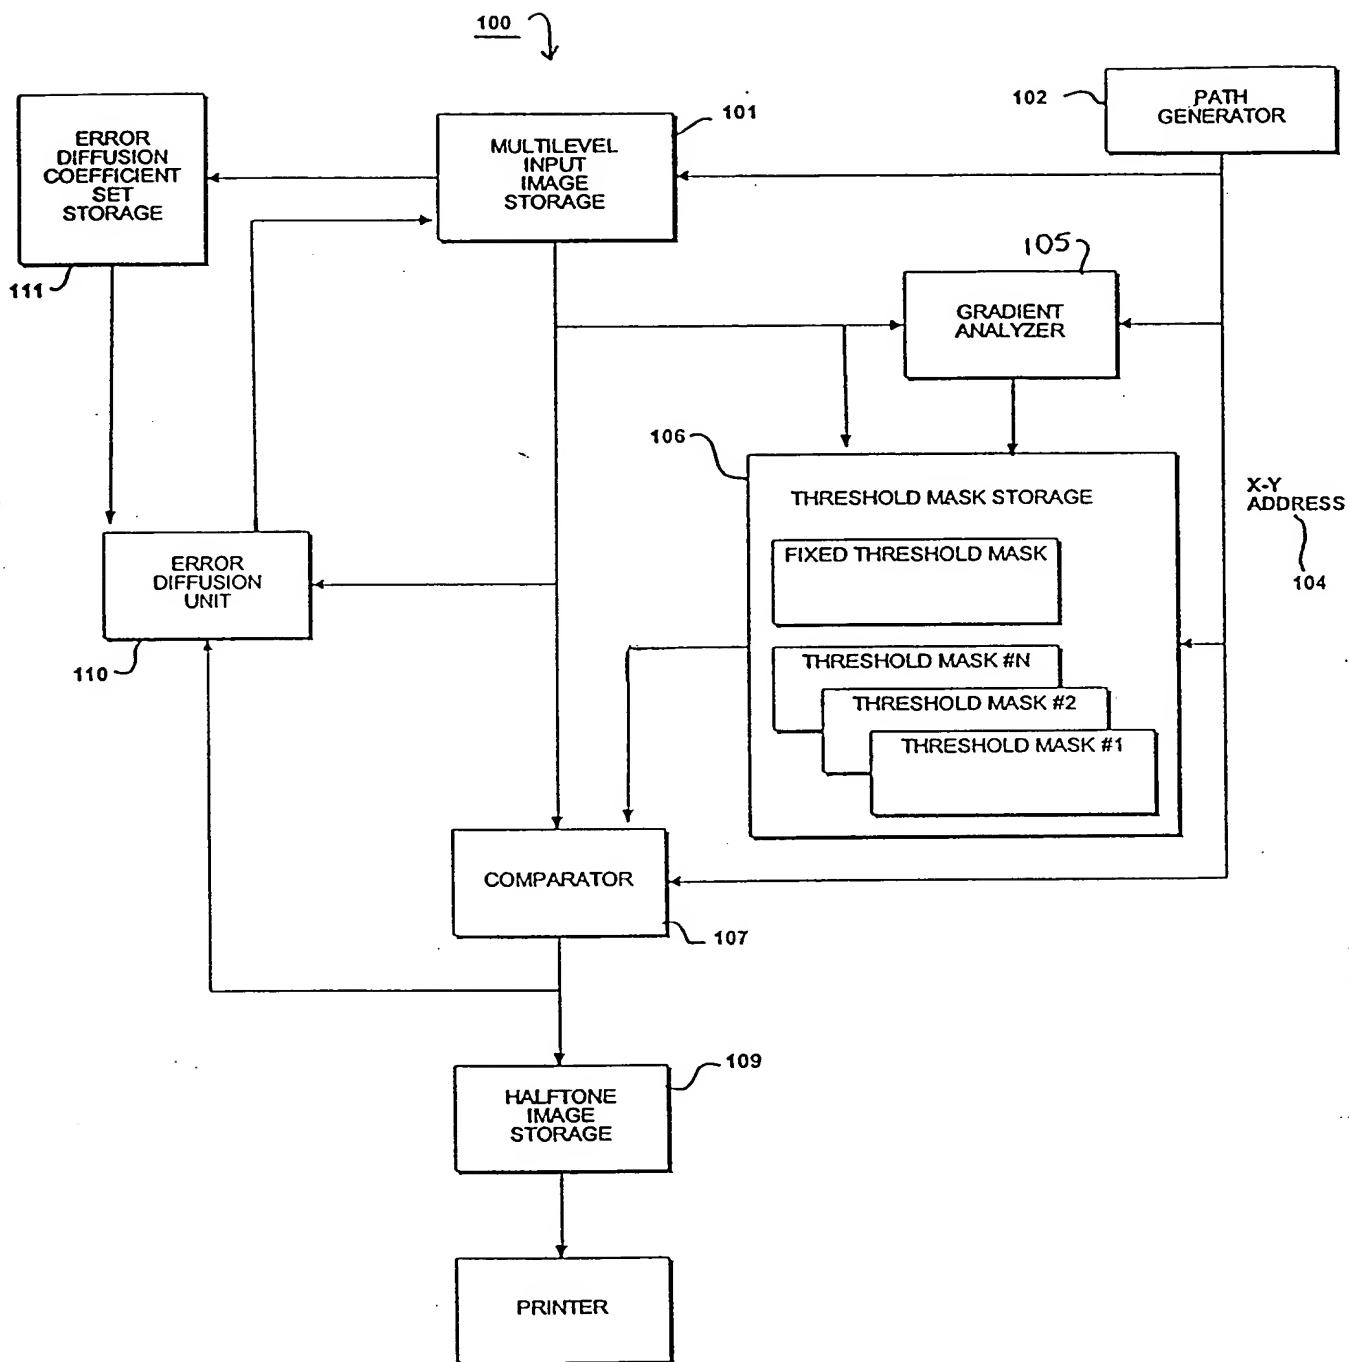 100
102
PATH
GENERATOR
101
MULTILEVEL
INPUT
IMAGE
STORAGE
ERROR
DIFFUSION
COEFFICIENT
SET
STORAGE
111
105
GRADIENT
ANALYZER
106
THRESHOLD MASK STORAGE
FIXED THRESHOLD MASK
THRESHOLD MASK #N
THRESHOLD MASK #2
THRESHOLD MASK #1
X-Y
ADDRESS
104
ERROR
DIFFUSION
UNIT
110
COMPARATOR
107
109
HALFTONE
IMAGE
STORAGE
PRINTER